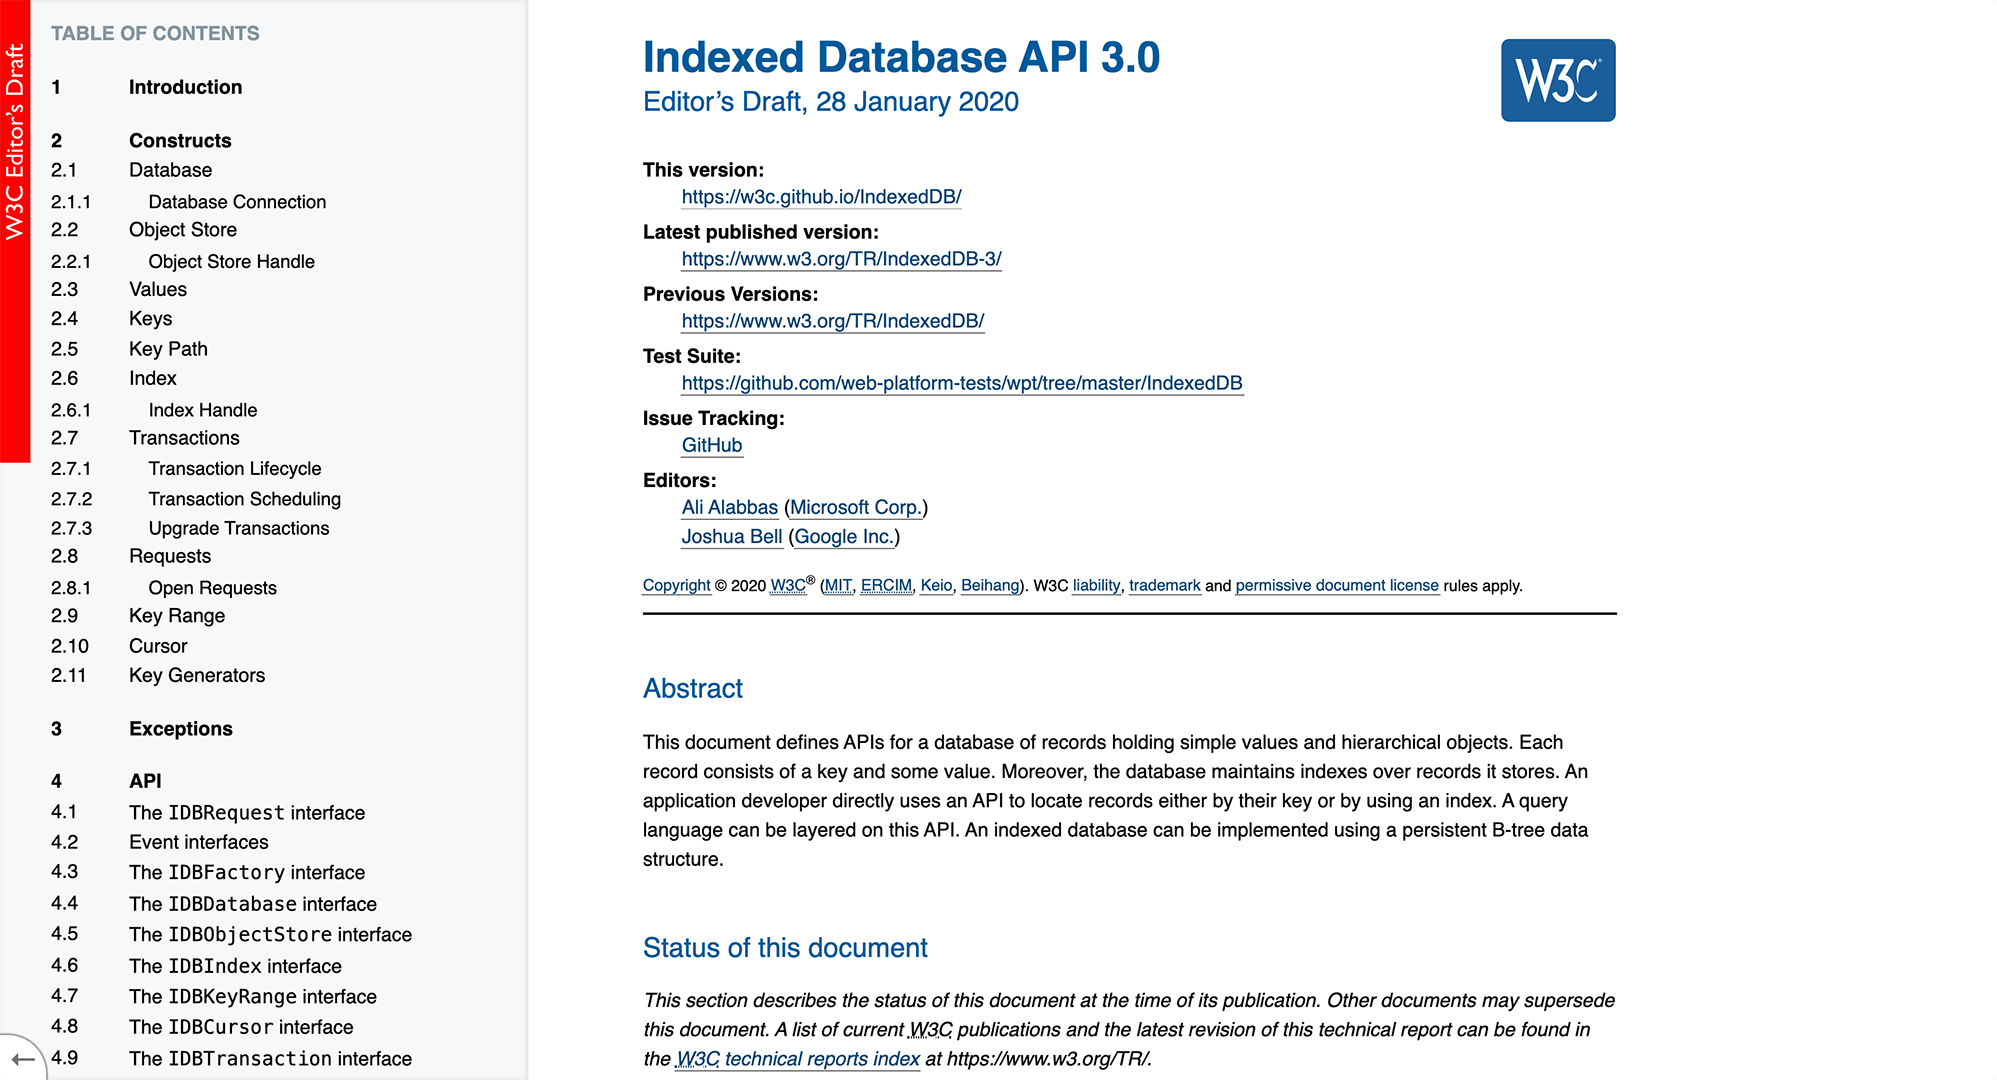 W3C Editor's Draft
TABLE OF CONTENTS
1 Introduction
2 Constructs
2.1 Database
2.1.1 Database Connection
2.2 Object Store
2.2.1 Object Store Handle
2.3 Values
2.4 Keys
2.5 Key Path
2.6 Index
2.6.1 Index Handle
2.7 Transactions
2.7.1 Transaction Lifecycle
2.7.2 Transaction Scheduling
2.7.3 Upgrade Transactions
2.8 Requests
2.8.1 Open Requests
2.9 Key Range
2.10 Cursor
2.11 Key Generators
3 Exceptions
4 API
4.1 The IDBRequest interface
4.2 Event interfaces
4.3 The IDBFactory interface
4.4 The IDBDatabase interface
4.5 The IDBObjectStore interface
4.6 The IDBIndex interface
4.7 The IDBKeyRange interface
4.8 The IDBCursor interface
4.9 The IDBTransaction interface
←
Indexed Database API 3.0
Editor’s Draft, 28 January 2020
W3C®
This version:
https://w3c.github.io/IndexedDB/
Latest published version:
https://www.w3.org/TR/IndexedDB-3/
Previous Versions:
https://www.w3.org/TR/IndexedDB/
Test Suite:
https://github.com/web-platform-tests/wpt/tree/master/IndexedDB
Issue Tracking:
GitHub
Editors:
Ali Alabbas (Microsoft Corp.)
Joshua Bell (Google Inc.)
Copyright © 2020 W3C® (MIT, ERCIM, Keio, Beihang). W3C liability, trademark and permissive document license rules apply.
Abstract
This document defines APIs for a database of records holding simple values and hierarchical objects. Each
record consists of a key and some value. Moreover, the database maintains indexes over records it stores. An
application developer directly uses an API to locate records either by their key or by using an index. A query
language can be layered on this API. An indexed database can be implemented using a persistent B-tree data
structure.
Status of this document
This section describes the status of this document at the time of its publication. Other documents may supersede
this document. A list of current W3C publications and the latest revision of this technical report can be found in
the W3C technical reports index at https://www.w3.org/TR/.